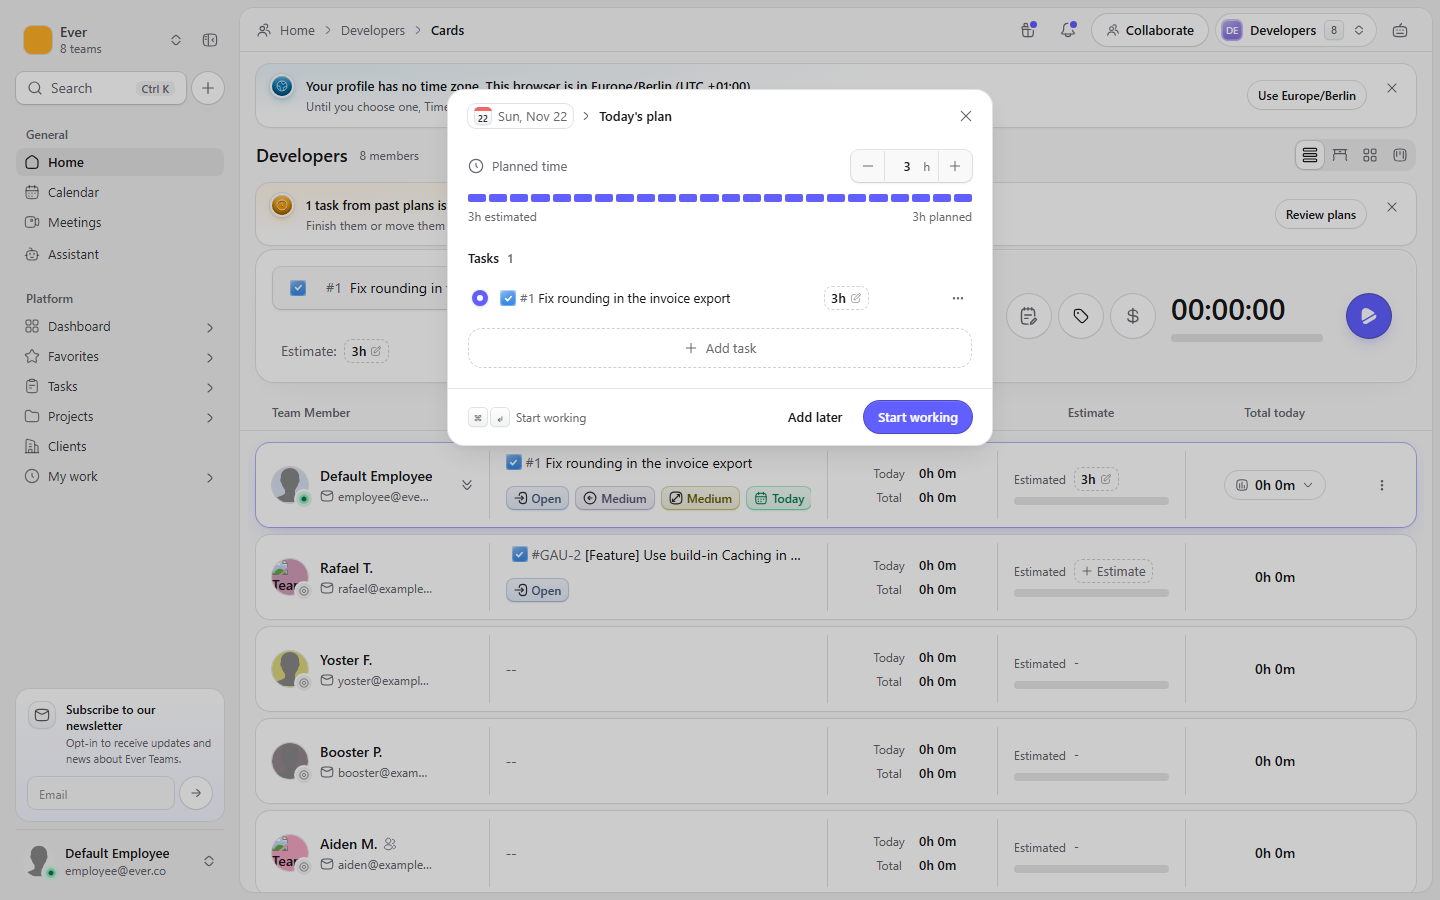 Ever
8 teams
Search
Ctrl K
General
Home
Calendar
Meetings
Assistant
Platform
Dashboard
Favorites
Tasks
Projects
Clients
My work
Subscribe to our
newsletter
Opt-in to receive updates and
news about Ever Teams.
Email
Default Employee
employee@ever.co
Home
Developers
Cards
Collaborate
DE
Developers
8
Your profile has no time zone. This browser is in Europe/Berlin (UTC +01:00)
Until you choose one, Time
Use Europe/Berlin
Developers
8 members
1 task from past plans is
Finish them or move them
Review plans
#1 Fix rounding in
Estimate:
3h
00:00:00
22
Sun, Nov 22
Today's plan
Planned time
3 h
3h estimated
3h planned
Tasks 1
#1 Fix rounding in the invoice export
3h
Add task
⌘
Start working
Add later
Start working
Team Member
Estimate
Total today
Default Employee
employee@eve...
#1 Fix rounding in the invoice export
Open
Medium
Medium
Today
Today 0h 0m
Total 0h 0m
Estimated 3h
0h 0m
Tear
Rafael T.
rafael@example...
#GAU-2 [Feature] Use build-in Caching in ...
Open
Today 0h 0m
Total 0h 0m
Estimated + Estimate
0h 0m
Yoster F.
yoster@exampl...
--
Today 0h 0m
Total 0h 0m
Estimated -
0h 0m
Booster P.
booster@exam...
--
Today 0h 0m
Total 0h 0m
Estimated -
0h 0m
Tear
Aiden M.
aiden@example...
--
Today 0h 0m
Total 0h 0m
Estimated -
0h 0m